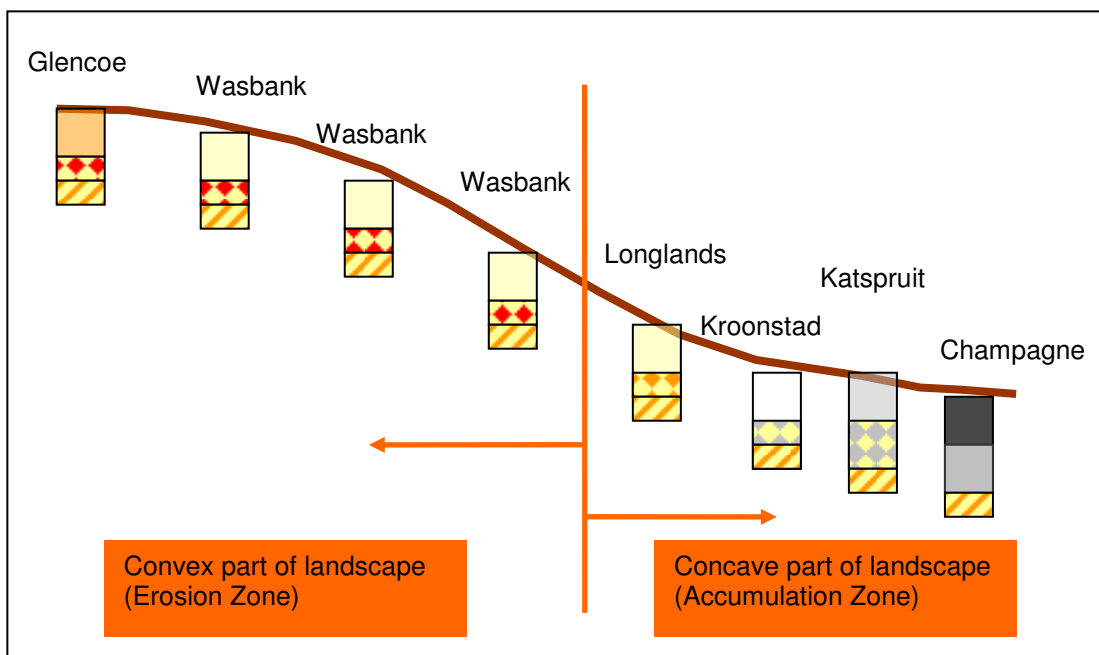 Glencoe
Wasbank
Wasbank
Wasbank
Longlands
Katspruit
Kroonstad
Champagne
Convex part of landscape
(Erosion Zone)
Concave part of landscape
(Accumulation Zone)